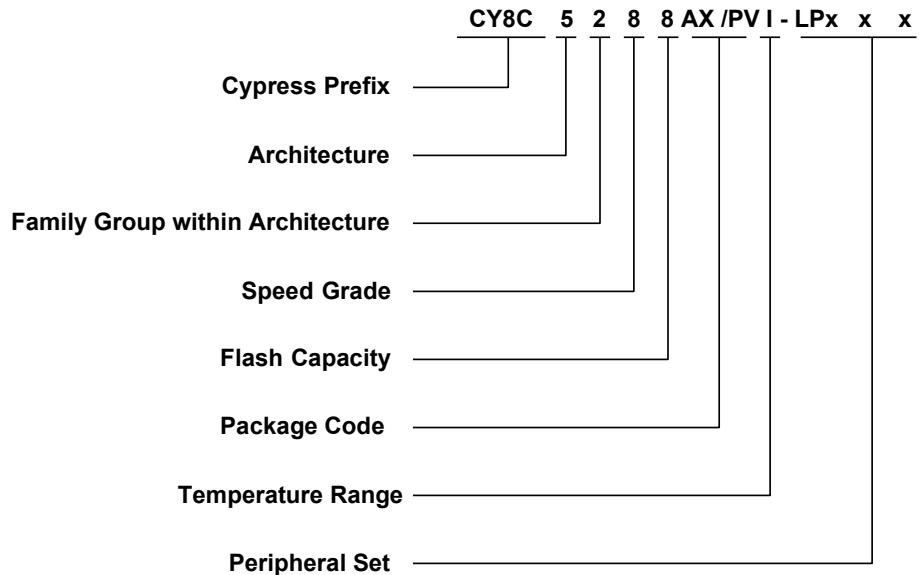 CY8C 5 2 8 8 AX /PV I - LPx x x
Cypress Prefix
Architecture
Family Group within Architecture
Speed Grade
Flash Capacity
Package Code
Temperature Range
Peripheral Set